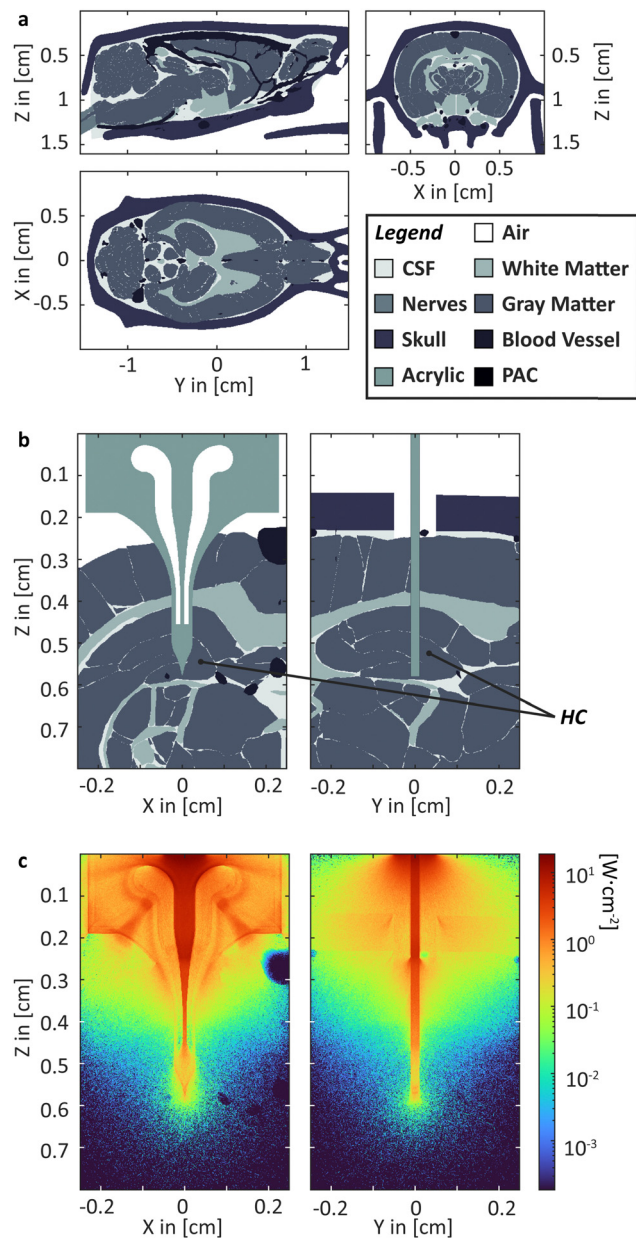 a
0.5
1
1.5
Z in [cm]
0.5
1
1.5
Z in [cm]
-0.5 0 0.5
X in [cm]
0.5
0
-0.5
X in [cm]
-1 0 1
Y in [cm]
Legend
Air
CSF
White Matter
Nerves
Gray Matter
Skull
Blood Vessel
Acrylic
PAC
b
0.1
0.2
0.3
0.4
0.5
0.6
0.7
Z in [cm]
HC
-0.2 0 0.2
X in [cm]
-0.2 0 0.2
Y in [cm]
c
0.1
0.2
0.3
0.4
0.5
0.6
0.7
Z in [cm]
-0.2 0 0.2
X in [cm]
-0.2 0 0.2
Y in [cm]
[W·cm⁻²]
10¹
10⁰
10⁻¹
10⁻²
10⁻³